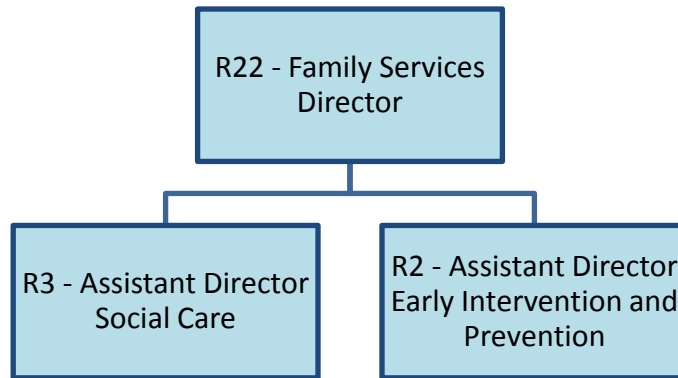 R22 - Family Services
Director
R3 - Assistant Director
Social Care
R2 - Assistant Director
Early Intervention and
Prevention